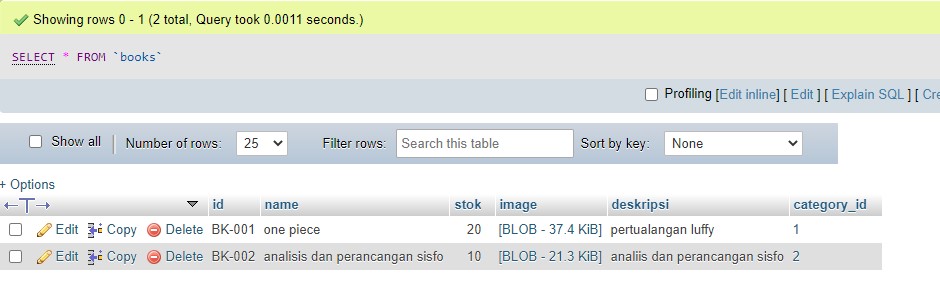 Showing rows 0 - 1 (2 total, Query took 0.0011 seconds.)
SELECT * FROM `books`
Profiling [Edit inline] [ Edit ] [ Explain SQL ] [ Cre
Show all Number of rows: 25 Filter rows: Search this table Sort by key: None
+ Options
←T→ id name stok image deskripsi category_id
Edit Copy Delete BK-001 one piece 20 [BLOB - 37.4 KiB] pertualangan luffy 1
Edit Copy Delete BK-002 analisis dan perancangan sisfo 10 [BLOB - 21.3 KiB] analiis dan perancangan sisfo 2